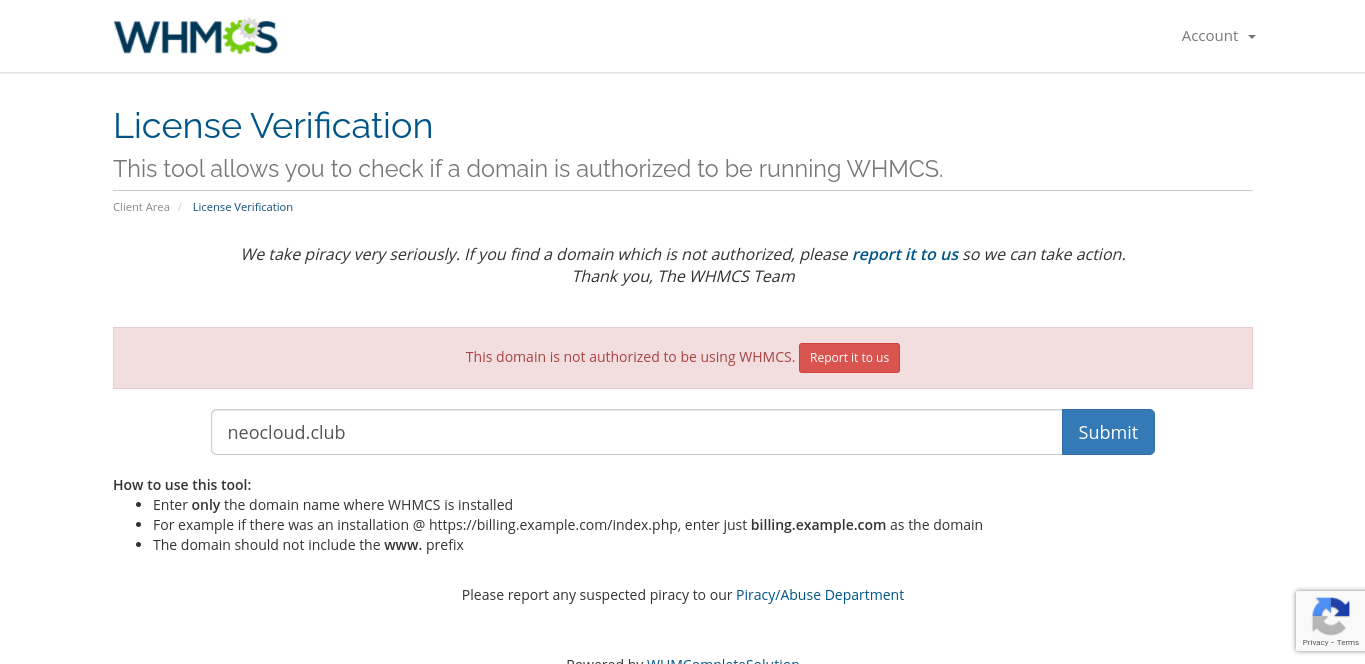 WHMCS
Account
License Verification
This tool allows you to check if a domain is authorized to be running WHMCS.
Client Area / License Verification
We take piracy very seriously. If you find a domain which is not authorized, please report it to us so we can take action.
Thank you, The WHMCS Team
This domain is not authorized to be using WHMCS. Report it to us
neocloud.club Submit
How to use this tool:
• Enter only the domain name where WHMCS is installed
• For example if there was an installation @ https://billing.example.com/index.php, enter just billing.example.com as the domain
• The domain should not include the www. prefix
Please report any suspected piracy to our Piracy/Abuse Department
Privacy - Terms
Powered by WHMCompleteSolution